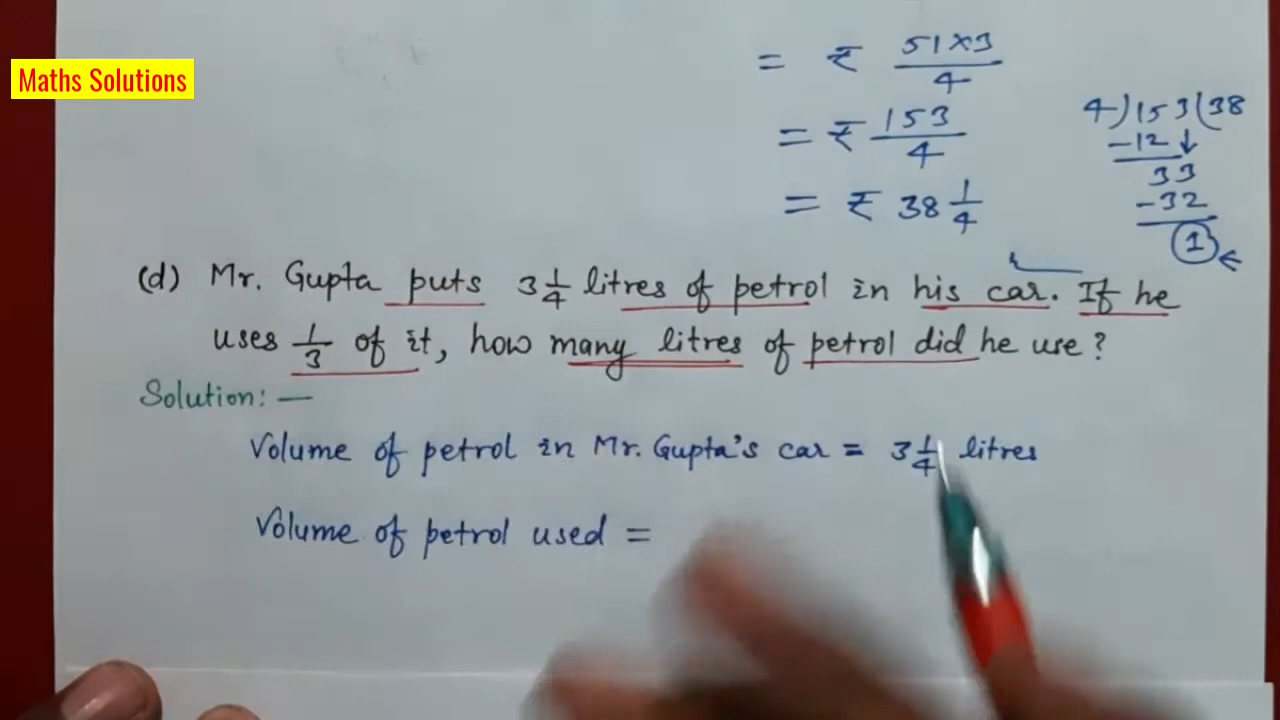 Maths Solutions
= ₹ 51×3/4
= ₹ 153/4
= ₹ 38 1/4
4)153(38
-12↓
33
-32
1
(d) Mr. Gupta puts 3 1/4 litres of petrol in his car. If he
uses 1/3 of it, how many litres of petrol did he use?
Solution: —
Volume of petrol in Mr. Gupta's car = 3 1/4 litres
Volume of petrol used =